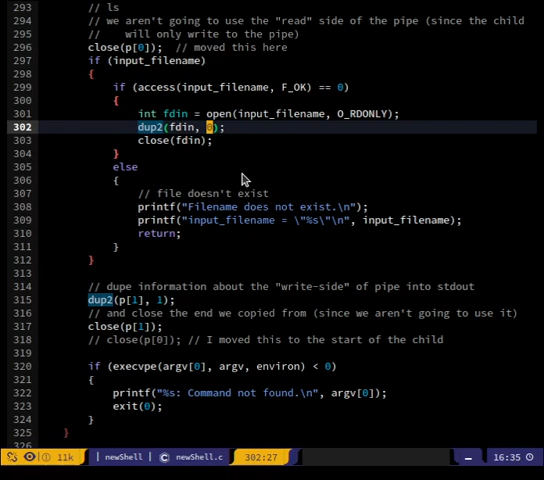 293 // ls
294 // we aren't going to use the "read" side of the pipe (since the child
295 //   will only write to the pipe)
296 close(p[0]);  // moved this here
297 if (input_filename)
298 {
299 if (access(input_filename, F_OK) == 0)
300 {
301 int fdin = open(input_filename, O_RDONLY);
302 dup2(fdin, 0);
303 close(fdin);
304 }
305 else
306 {
307 // file doesn't exist
308 printf("Filename does not exist.\n");
309 printf("input_filename = \"%s\"\n", input_filename);
310 return;
311 }
312 }
313
314 // dupe information about the "write-side" of pipe into stdout
315 dup2(p[1], 1);
316 // and close the end we copied from (since we aren't going to use it)
317 close(p[1]);
318 // close(p[0]); // I moved this to the start of the child
319
320 if (execvpe(argv[0], argv, environ) < 0)
321 {
322 printf("%s: Command not found.\n", argv[0]);
323 exit(0);
324 }
325 }
326
11k | newShell | newShell.c 302:27 16:35